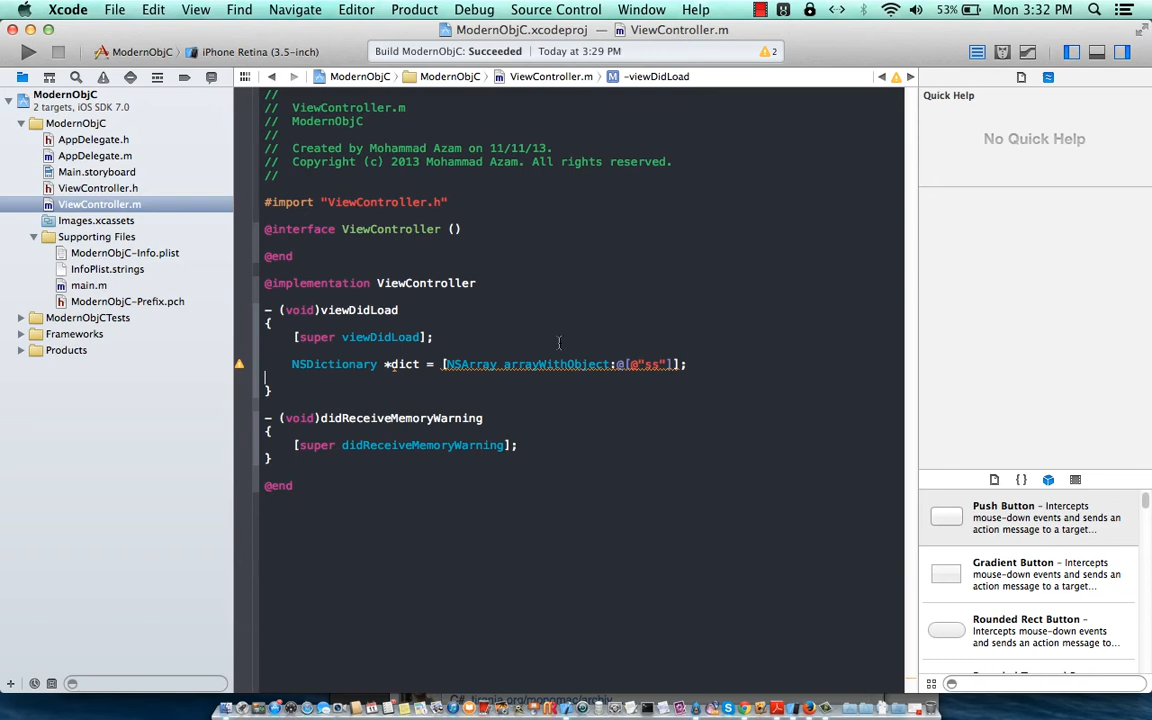 Xcode File Edit View Find Navigate Editor Product Debug Source Control Window Help 53% Mon 3:32 PM
ModernObjC.xcodeproj ViewController.m
ModernObjC iPhone Retina (3.5-inch) Build ModernObjC: Succeeded Today at 3:29 PM 2
ModernObjC ModernObjC ViewController.m M -viewDidLoad
ModernObjC
2 targets, iOS SDK 7.0
ModernObjC
h AppDelegate.h
m AppDelegate.m
Main.storyboard
h ViewController.h
m ViewController.m
Images.xcassets
Supporting Files
ModernObjC-Info.plist
InfoPlist.strings
m main.m
h ModernObjC-Prefix.pch
ModernObjCTests
Frameworks
Products
//
// ViewController.m
// ModernObjC
//
// Created by Mohammad Azam on 11/11/13.
// Copyright (c) 2013 Mohammad Azam. All rights reserved.
//
#import "ViewController.h"
@interface ViewController ()
@end
@implementation ViewController
- (void)viewDidLoad
{
[super viewDidLoad];
NSDictionary *dict = [NSArray arrayWithObject:@[@"ss"]];
}
- (void)didReceiveMemoryWarning
{
[super didReceiveMemoryWarning];
}
@end
Quick Help
No Quick Help
{ }
Push Button - Intercepts
mouse-down events and sends an
action message to a target...
Gradient Button - Intercepts
mouse-down events and sends an
action message to a target...
Rounded Rect Button -
Intercepts mouse-down events
and sends an action message to...